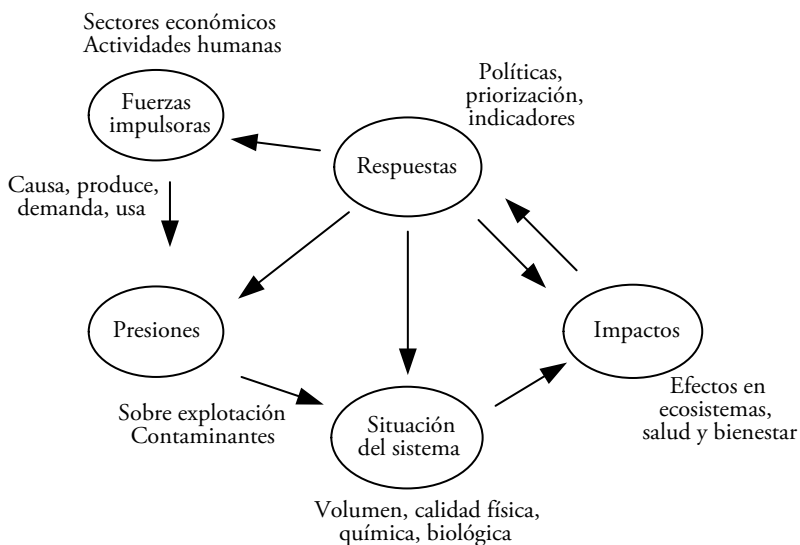 Sectores económicos
Actividades humanas
Fuerzas
impulsoras
Políticas,
priorización,
indicadores
Respuestas
Causa, produce,
demanda, usa
Presiones
Impactos
Sobre explotación
Contaminantes
Situación
del sistema
Efectos en
ecosistemas,
salud y bienestar
Volumen, calidad física,
química, biológica